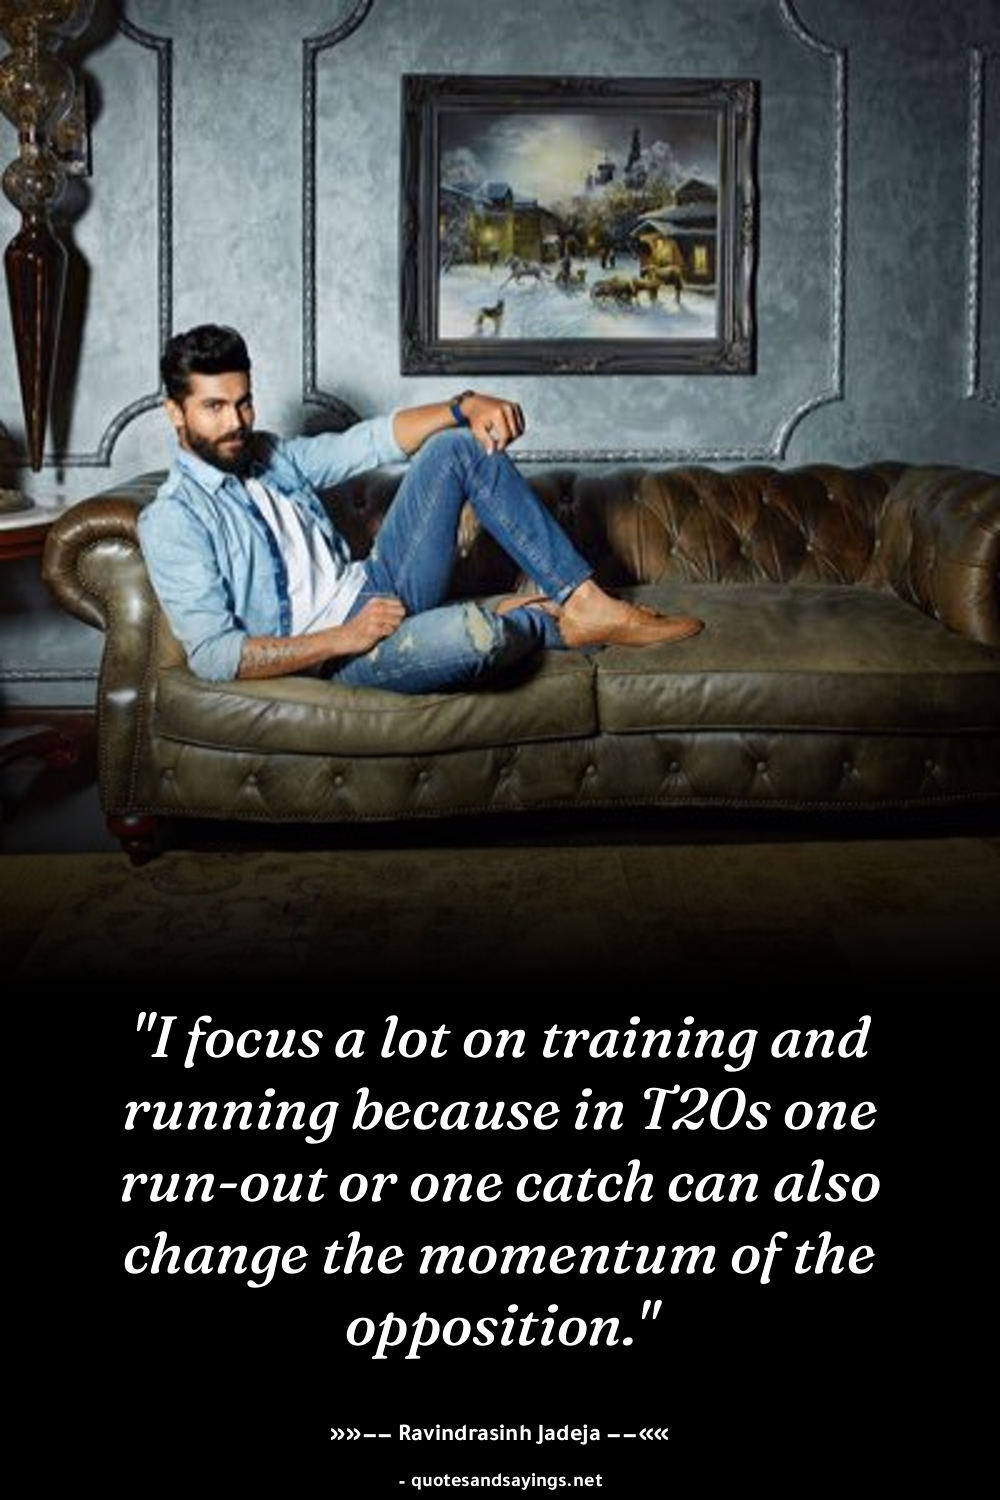 "I focus a lot on training and
running because in T20s one
run-out or one catch can also
change the momentum of the
opposition."
»»−− Ravindrasinh Jadeja −−««
- quotesandsayings.net